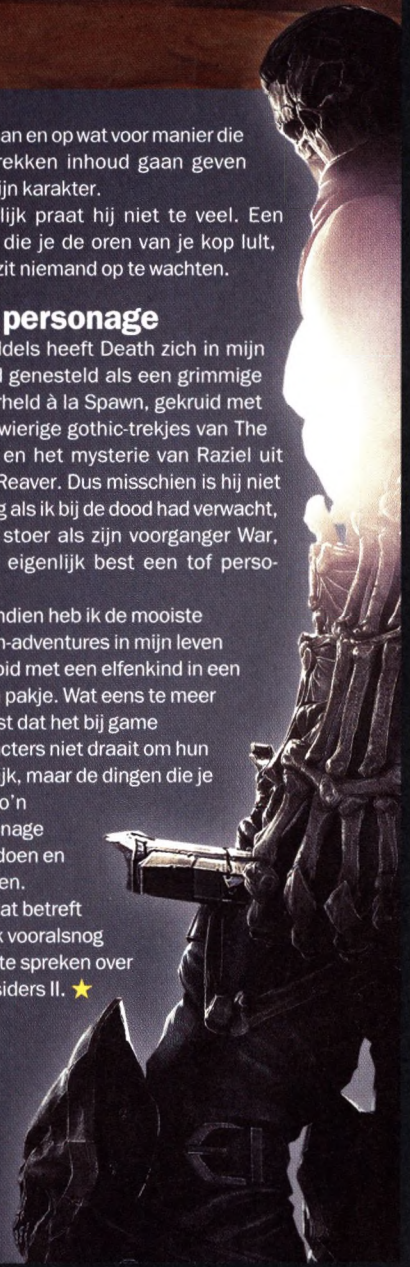 an en op wat voor manier die
rekken inhoud gaan geven
ijn karakter.
lijk praat hij niet te veel. Een
die je de oren van je kop lult,
zit niemand op te wachten.
personage
ddels heeft Death zich in mijn
d genesteld als een grimmige
rheld à la Spawn, gekruid met
wierige gothic-trekjes van The
en het mysterie van Raziel uit
Reaver. Dus misschien is hij niet
g als ik bij de dood had verwacht,
stoer als zijn voorganger War,
eigenlijk best een tof perso-
ndien heb ik de mooiste
n-adventures in mijn leven
oid met een elfenkind in een
pakje. Wat eens te meer
st dat het bij game
cters niet draait om hun
ijk, maar de dingen die je
o'n
nage
doen en
en.
at betreft
k vooralsnog
te spreken over
siders II.